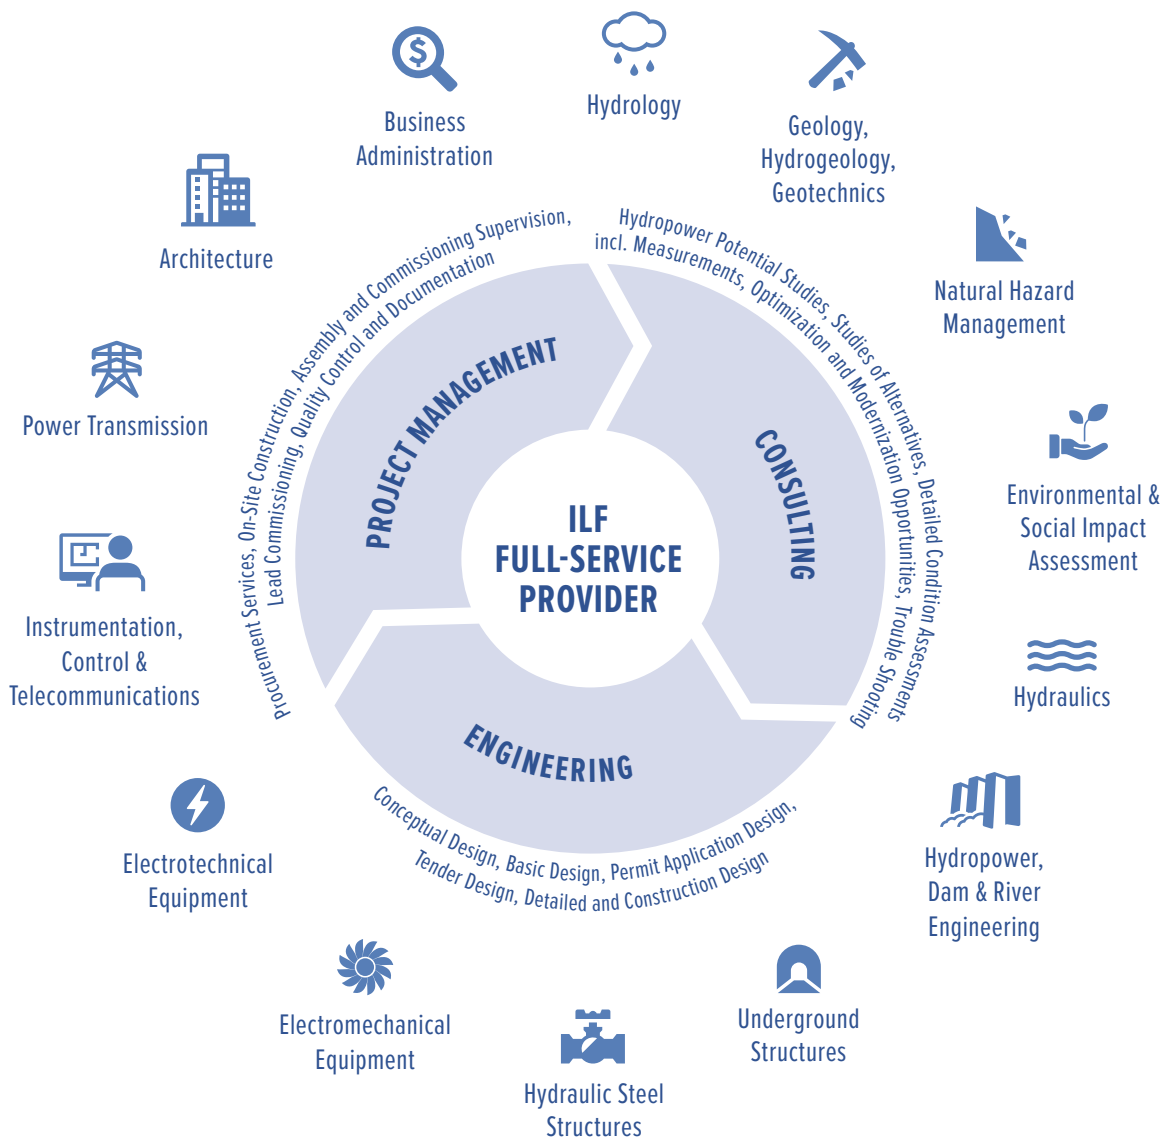 Business
Administration
Hydrology
Geology,
Hydrogeology,
Geotechnics
Natural Hazard
Management
Environmental &
Social Impact
Assessment
Hydraulics
Hydropower,
Dam & River
Engineering
Underground
Structures
Hydraulic Steel
Structures
Electromechanical
Equipment
Electrotechnical
Equipment
Instrumentation,
Control &
Telecommunications
Power Transmission
Architecture
Procurement Services, On-Site Construction, Assembly and Commissioning Supervision,
Lead Commissioning, Quality Control and Documentation
Hydropower Potential Studies, Studies of Alternatives, Detailed Condition Assessments
incl. Measurements, Optimization and Modernization Opportunities, Trouble Shooting
Conceptual Design, Basic Design, Permit Application Design,
Tender Design, Detailed and Construction Design
PROJECT MANAGEMENT
CONSULTING
ENGINEERING
ILF
FULL-SERVICE
PROVIDER
$